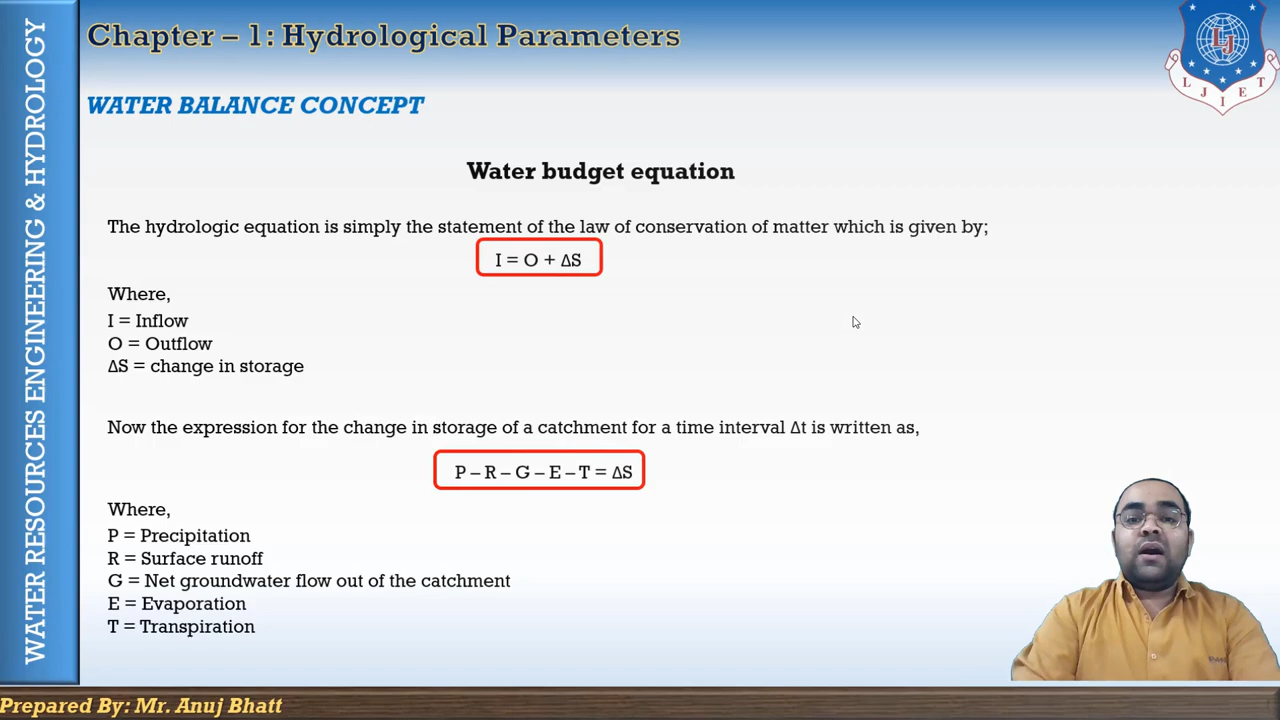 WATER RESOURCES ENGINEERING & HYDROLOGY
Chapter – 1: Hydrological Parameters
LJ
L J I E T
WATER BALANCE CONCEPT
Water budget equation
The hydrologic equation is simply the statement of the law of conservation of matter which is given by;
I = O + ΔS
Where,
I = Inflow
O = Outflow
ΔS = change in storage
Now the expression for the change in storage of a catchment for a time interval Δt is written as,
P – R – G – E – T = ΔS
Where,
P = Precipitation
R = Surface runoff
G = Net groundwater flow out of the catchment
E = Evaporation
T = Transpiration
Prepared By: Mr. Anuj Bhatt